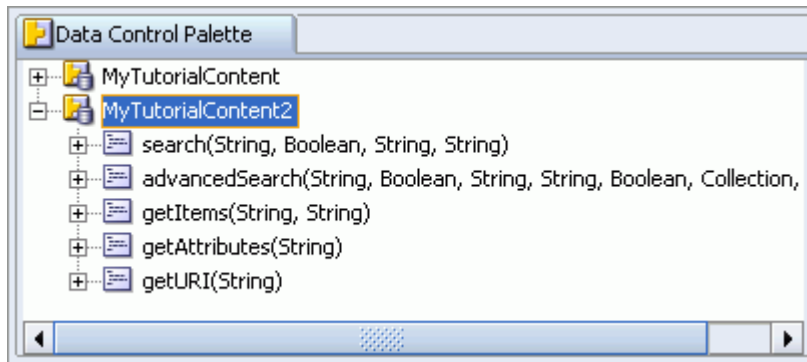 Data Control Palette
MyTutorialContent
MyTutorialContent2
search(String, Boolean, String, String)
advancedSearch(String, Boolean, String, String, Boolean, Collection,
getItems(String, String)
getAttributes(String)
getURI(String)